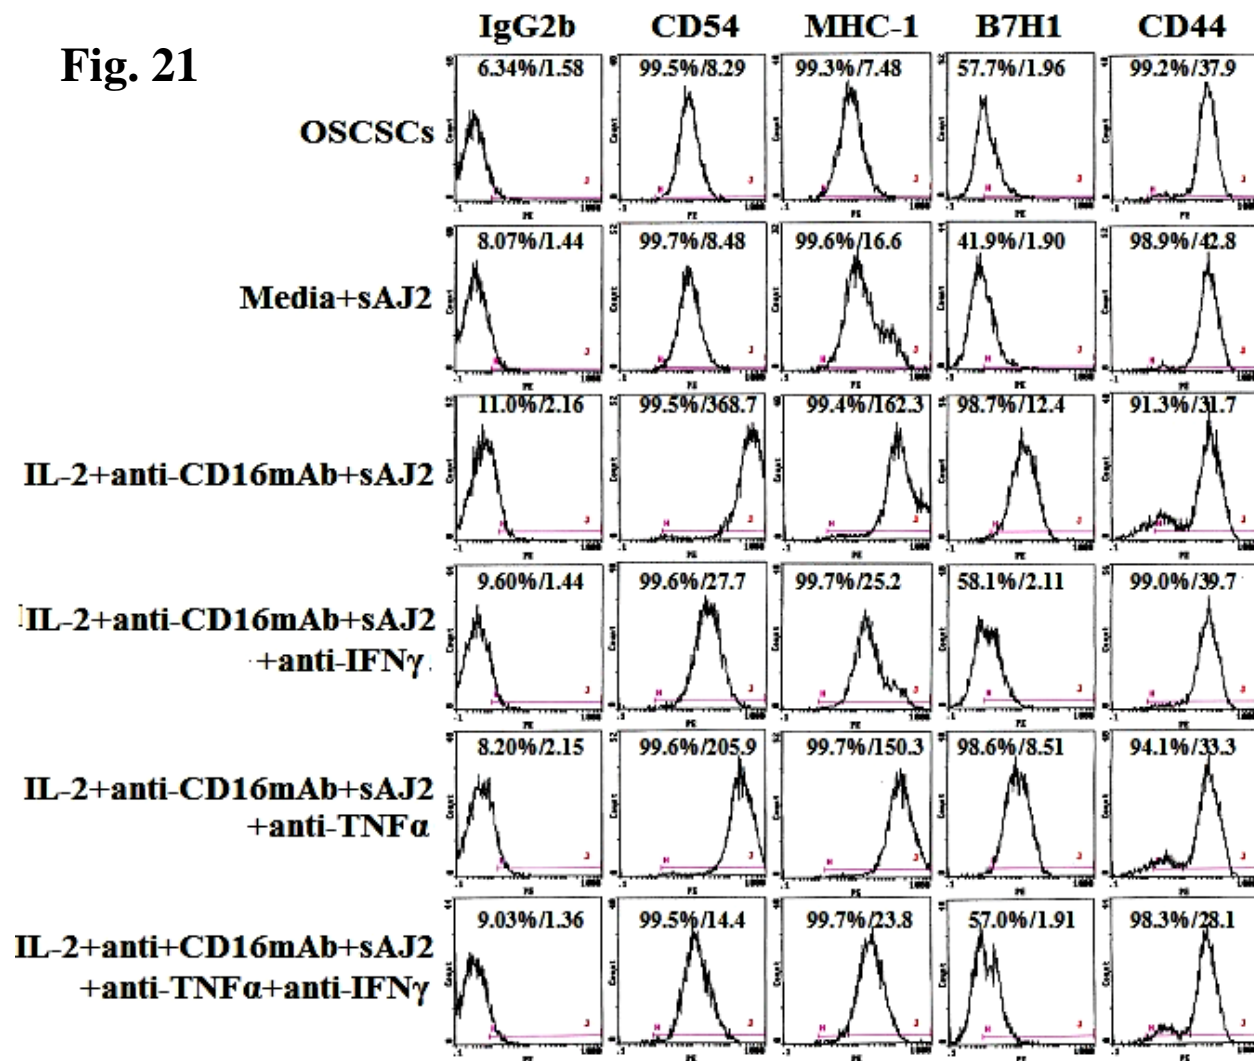 Fig. 21
IgG2b CD54 MHC-1 B7H1 CD44
OSCSCs
6.34%/1.58 99.5%/8.29 99.3%/7.48 57.7%/1.96 99.2%/37.9
Media+sAJ2
8.07%/1.44 99.7%/8.48 99.6%/16.6 41.9%/1.90 98.9%/42.8
IL-2+anti-CD16mAb+sAJ2
11.0%/2.16 99.5%/368.7 99.4%/162.3 98.7%/12.4 91.3%/31.7
IL-2+anti-CD16mAb+sAJ2
+anti-IFNγ
9.60%/1.44 99.6%/27.7 99.7%/25.2 58.1%/2.11 99.0%/39.7
IL-2+anti-CD16mAb+sAJ2
+anti-TNFα
8.20%/2.15 99.6%/205.9 99.7%/150.3 98.6%/8.51 94.1%/33.3
IL-2+anti+CD16mAb+sAJ2
+anti-TNFα+anti-IFNγ
9.03%/1.36 99.5%/14.4 99.7%/23.8 57.0%/1.91 98.3%/28.1